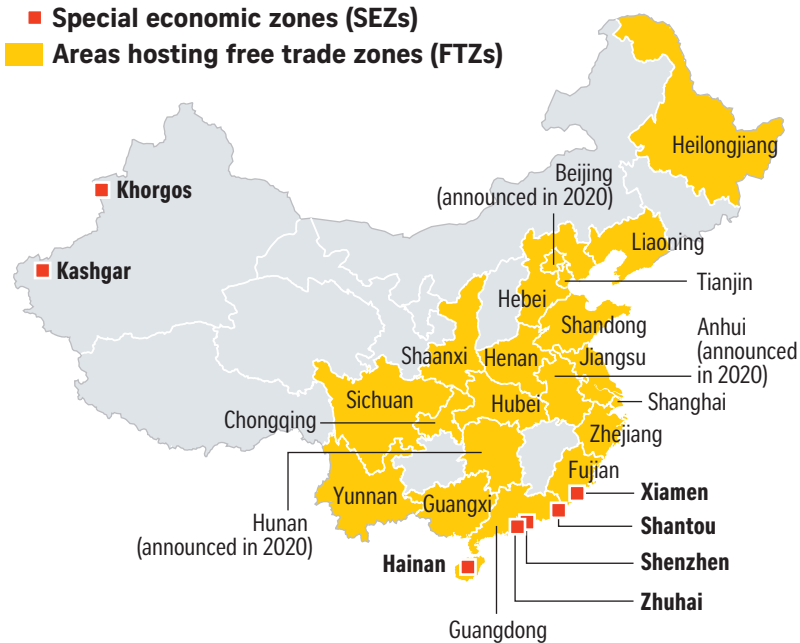 Special economic zones (SEZs)
Areas hosting free trade zones (FTZs)
Heilongjiang
Beijing
(announced in 2020)
Khorgos
Liaoning
Kashgar
Tianjin
Hebei
Shandong
Anhui
(announced
in 2020)
Shaanxi
Henan
Jiangsu
Sichuan
Hubei
Shanghai
Chongqing
Zhejiang
Fujian
Yunnan
Guangxi
Xiamen
Hunan
(announced in 2020)
Shantou
Hainan
Shenzhen
Zhuhai
Guangdong